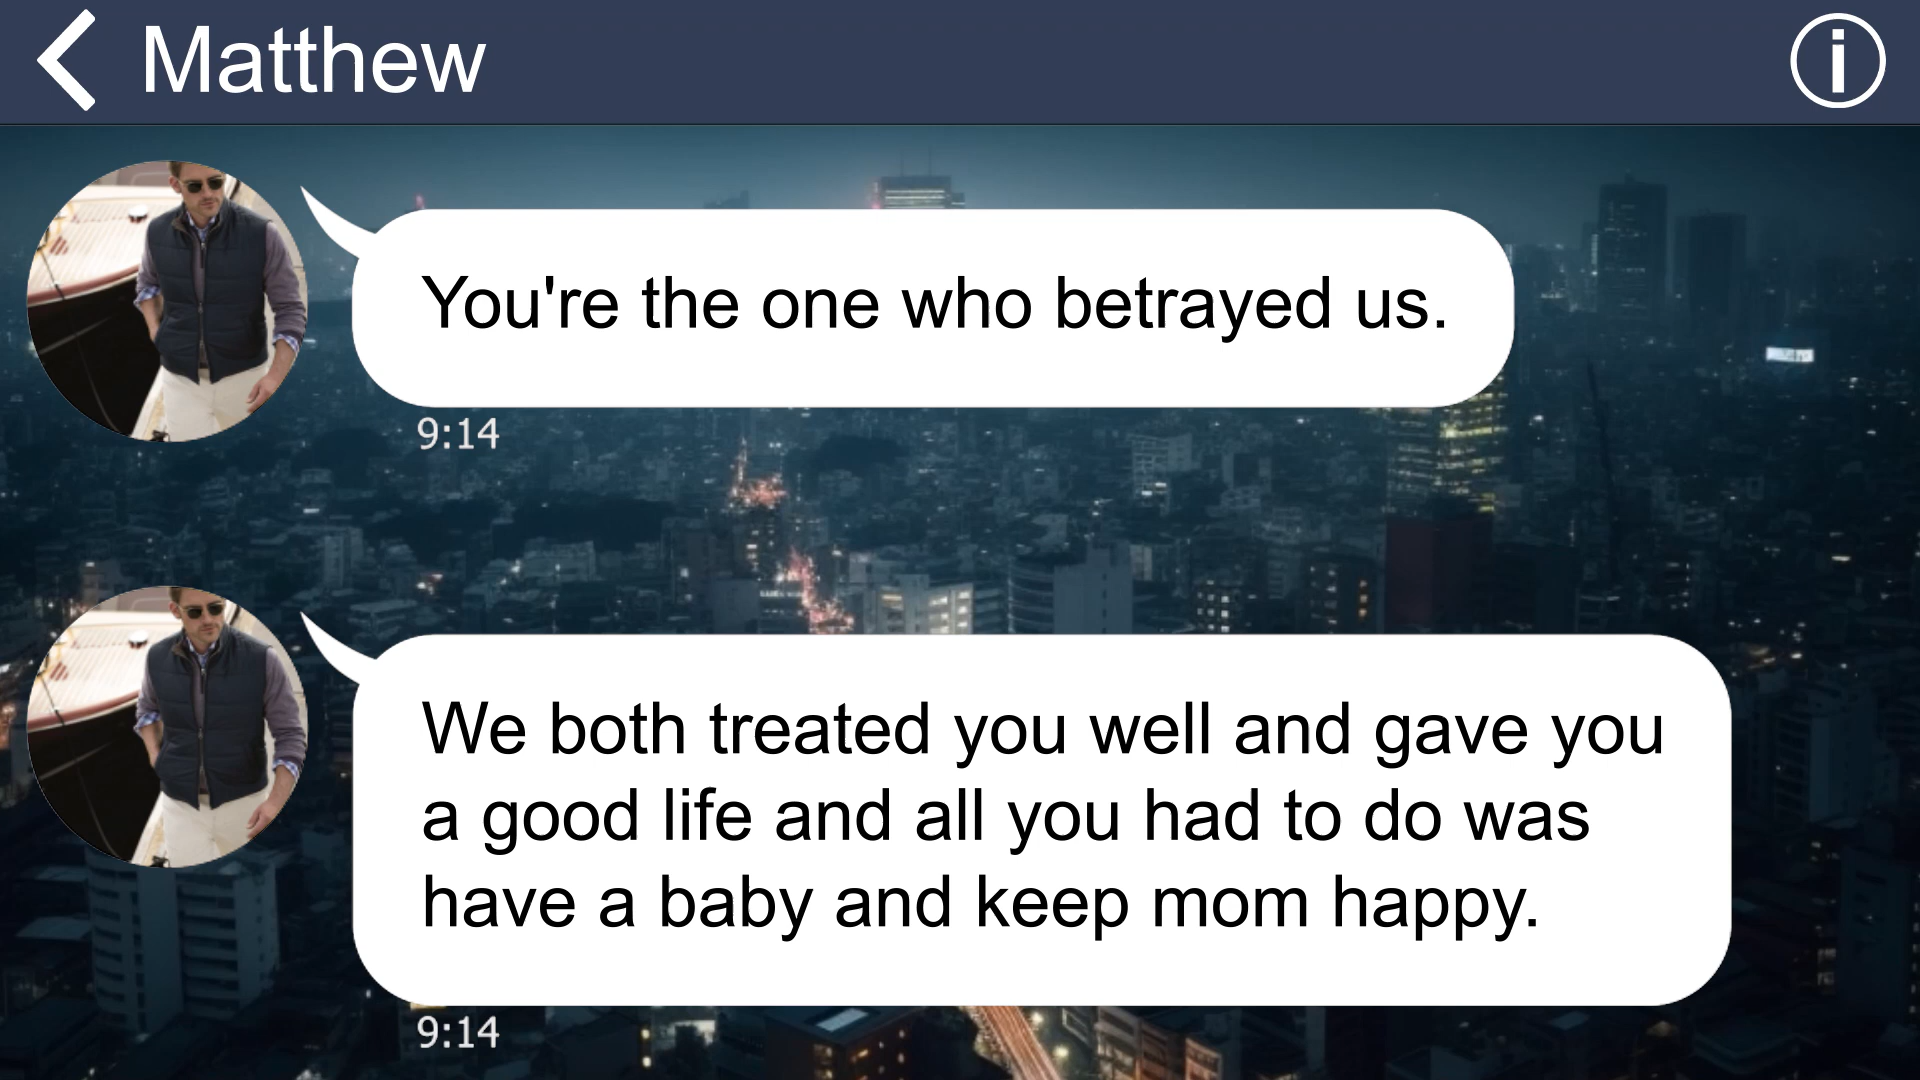 Matthew
You're the one who betrayed us.
9:14
We both treated you well and gave you
a good life and all you had to do was
have a baby and keep mom happy.
9:14